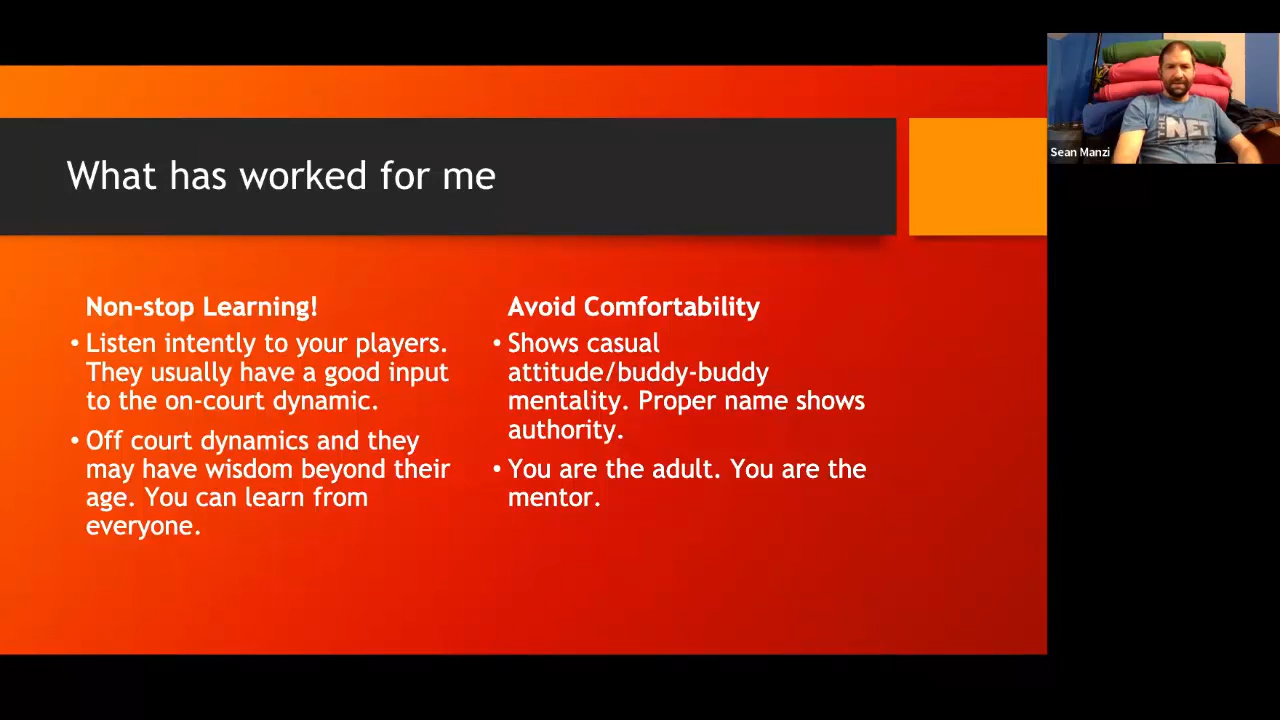 What has worked for me
Non-stop Learning!
• Listen intently to your players.
They usually have a good input
to the on-court dynamic.
• Off court dynamics and they
may have wisdom beyond their
age. You can learn from
everyone.
Avoid Comfortability
• Shows casual
attitude/buddy-buddy
mentality. Proper name shows
authority.
• You are the adult. You are the
mentor.
THE
NET
Sean Manzi